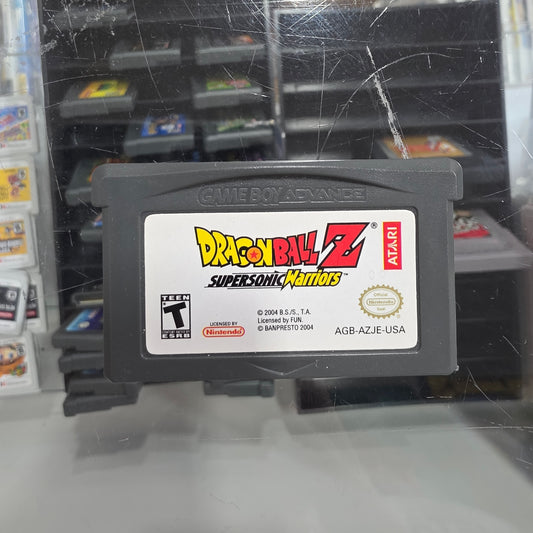 GAME BOY ADVANCE
DRAGON BALL Z®
SUPERSONIC Warriors™
ATARI
TEEN
T
ESRB
LICENSED BY
Nintendo
© 2004 B.S./S., T.A.
Licensed by FUN.
© BANPRESTO 2004
Official
Nintendo
Seal
AGB-AZJE-USA